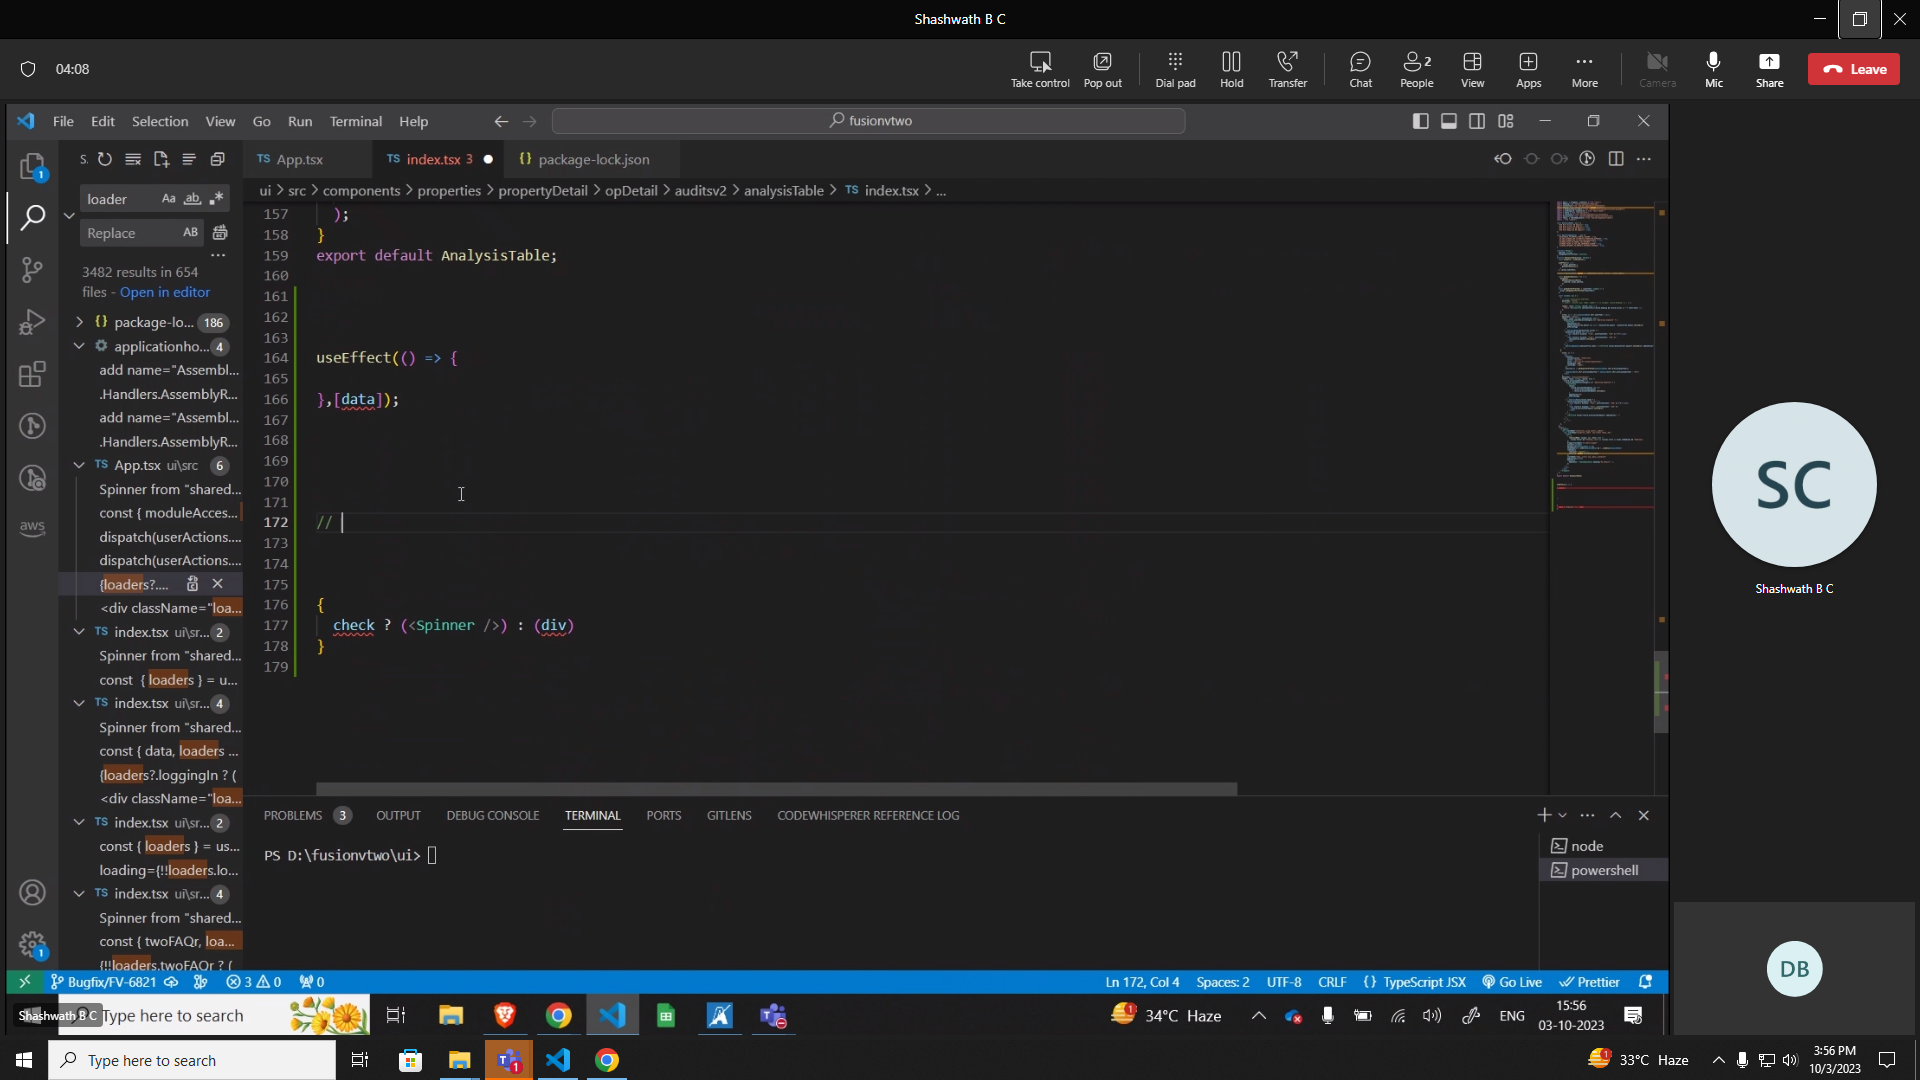 Shashwath B C
04:08
Take control
Pop out
Dial pad
Hold
Transfer
Chat
2
People
View
Apps
More
Camera
Mic
Share
Leave
File Edit Selection View Go Run Terminal Help
fusionvtwo
S.
App.tsx
index.tsx 3
package-lock.json
ui > src > components > properties > propertyDetail > opDetail > auditsv2 > analysisTable > TS index.tsx > ...
1
loader
Aa ab .*
Replace
AB
3482 results in 654
files - Open in editor
package-lo... 186
applicationho... 4
add name="Assembl...
.Handlers.AssemblyR...
add name="Assembl...
.Handlers.AssemblyR...
TS App.tsx ui\src 6
Spinner from "shared...
const { moduleAcces...
dispatch(userActions....
dispatch(userActions....
{loaders?....
<div className="loa...
TS index.tsx ui\sr... 2
Spinner from "shared...
const { loaders } = u...
TS index.tsx ui\sr... 4
Spinner from "shared...
const { data, loaders ...
{loaders?.loggingIn ? (
<div className="loa...
TS index.tsx ui\sr... 2
const { loaders } = us...
loading={!!loaders.lo...
TS index.tsx ui\sr... 4
Spinner from "shared...
const { twoFAQr, loa...
{!!loaders.twoFAQr ? (
aws
1
157 );
158 }
159 export default AnalysisTable;
160
161
162
163
164 useEffect(() => {
165
166 },[data]);
167
168
169
170
171
172 //
173
174
175
176 {
177 check ? (<Spinner />) : (div)
178 }
179
PROBLEMS 3 OUTPUT DEBUG CONSOLE TERMINAL PORTS GITLENS CODEWHISPERER REFERENCE LOG
PS D:\fusionvtwo\ui>
node
powershell
SC
Shashwath B C
DB
Bugfix/FV-6821
3 0
0
Ln 172, Col 4 Spaces: 2 UTF-8 CRLF {} TypeScript JSX Go Live Prettier
Shashwath B C
Type here to search
1
34°C Haze
ENG
15:56
03-10-2023
Type here to search
1
1
33°C Haze
3:56 PM
10/3/2023